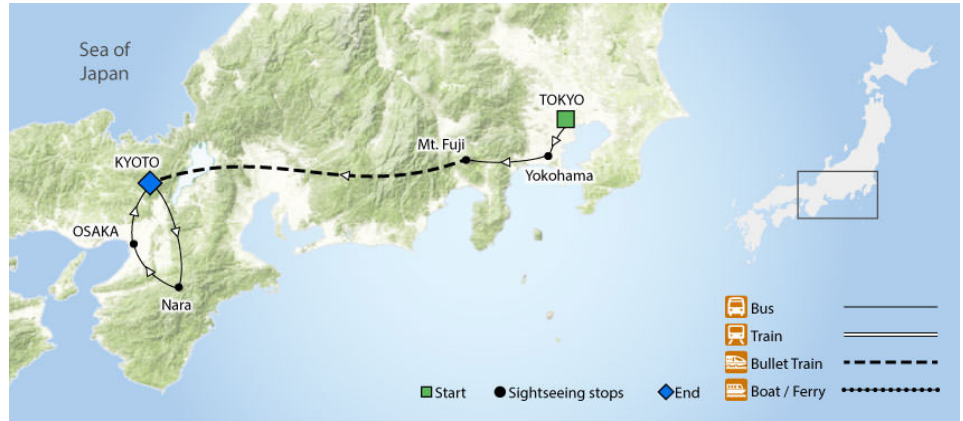 Sea of
Japan
TOKYO
Mt. Fuji
Yokohama
KYOTO
OSAKA
Nara
Bus
Train
Bullet Train
Boat / Ferry
Start
Sightseeing stops
End